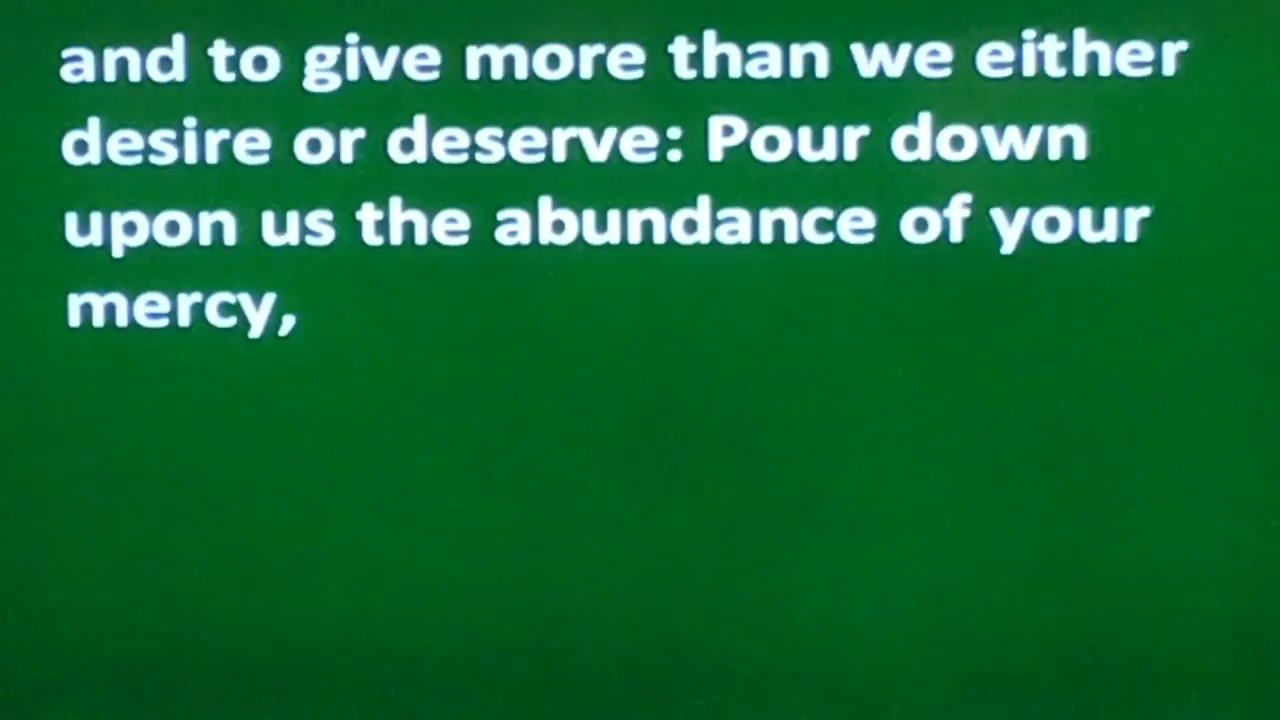 and to give more than we either
desire or deserve: Pour down
upon us the abundance of your
mercy,